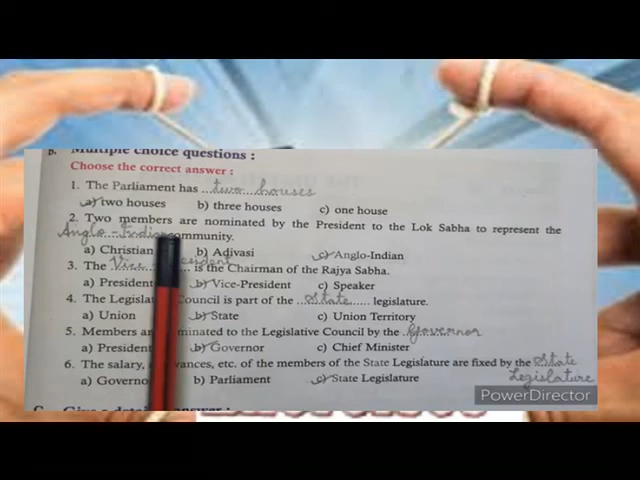 B. Multiple choice questions :
Choose the correct answer :
1. The Parliament has ...two houses
a) two houses b) three houses c) one house
2. Two members are nominated by the President to the Lok Sabha to represent the
Anglo-Indian community.
a) Christian b) Adivasi c) Anglo-Indian
3. The Vice President is the Chairman of the Rajya Sabha.
a) President b) Vice-President c) Speaker
4. The Legislative Council is part of the ...State...... legislature.
a) Union b) State c) Union Territory
5. Members are nominated to the Legislative Council by the Governor
a) President b) Governor c) Chief Minister
6. The salary, allowances, etc. of the members of the State Legislature are fixed by the State
Legislature
a) Governor b) Parliament c) State Legislature
PowerDirector